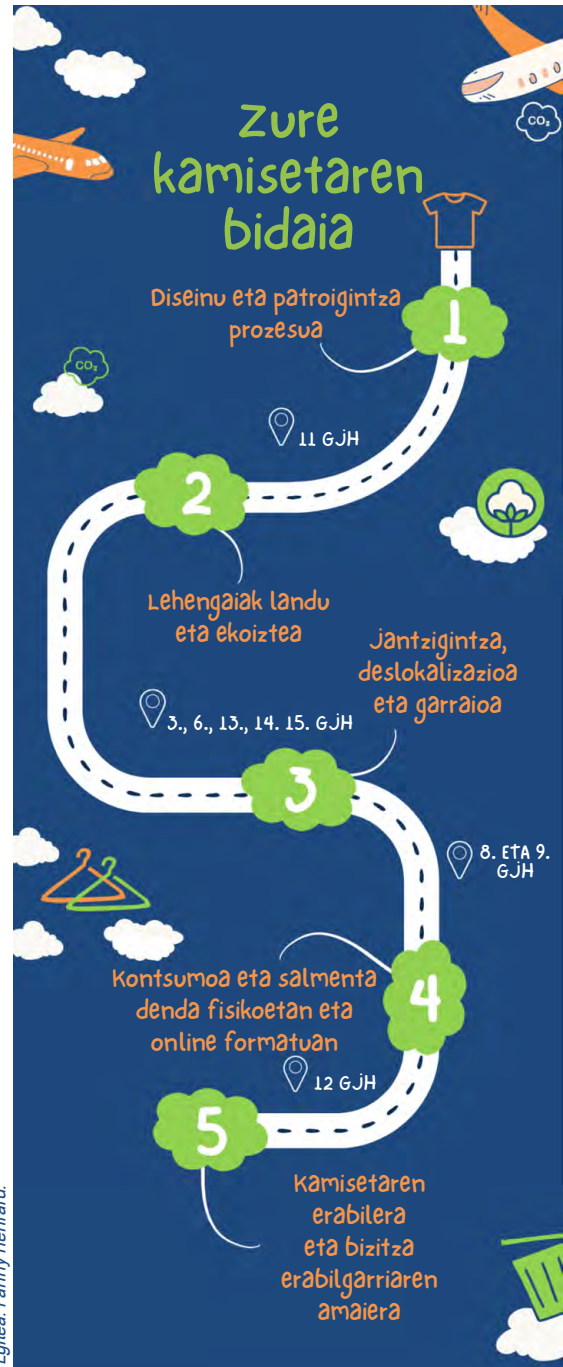 zure
kamisetaren
bidaia
CO₂
Diseinu eta patroigintza
prozesua
1
CO₂
11 GJH
2
Lehengaiak landu
eta ekoiztea
Jantzigintza,
deslokalizazioa
eta garraioa
3., 6., 13., 14. 15. GJH
3
8. ETA 9.
GJH
Kontsumoa eta salmenta
denda fisikoetan eta
online formatuan
4
12 GJH
5
Kamisetaren
erabilera
eta bizitza
erabilgarriaren
amaiera